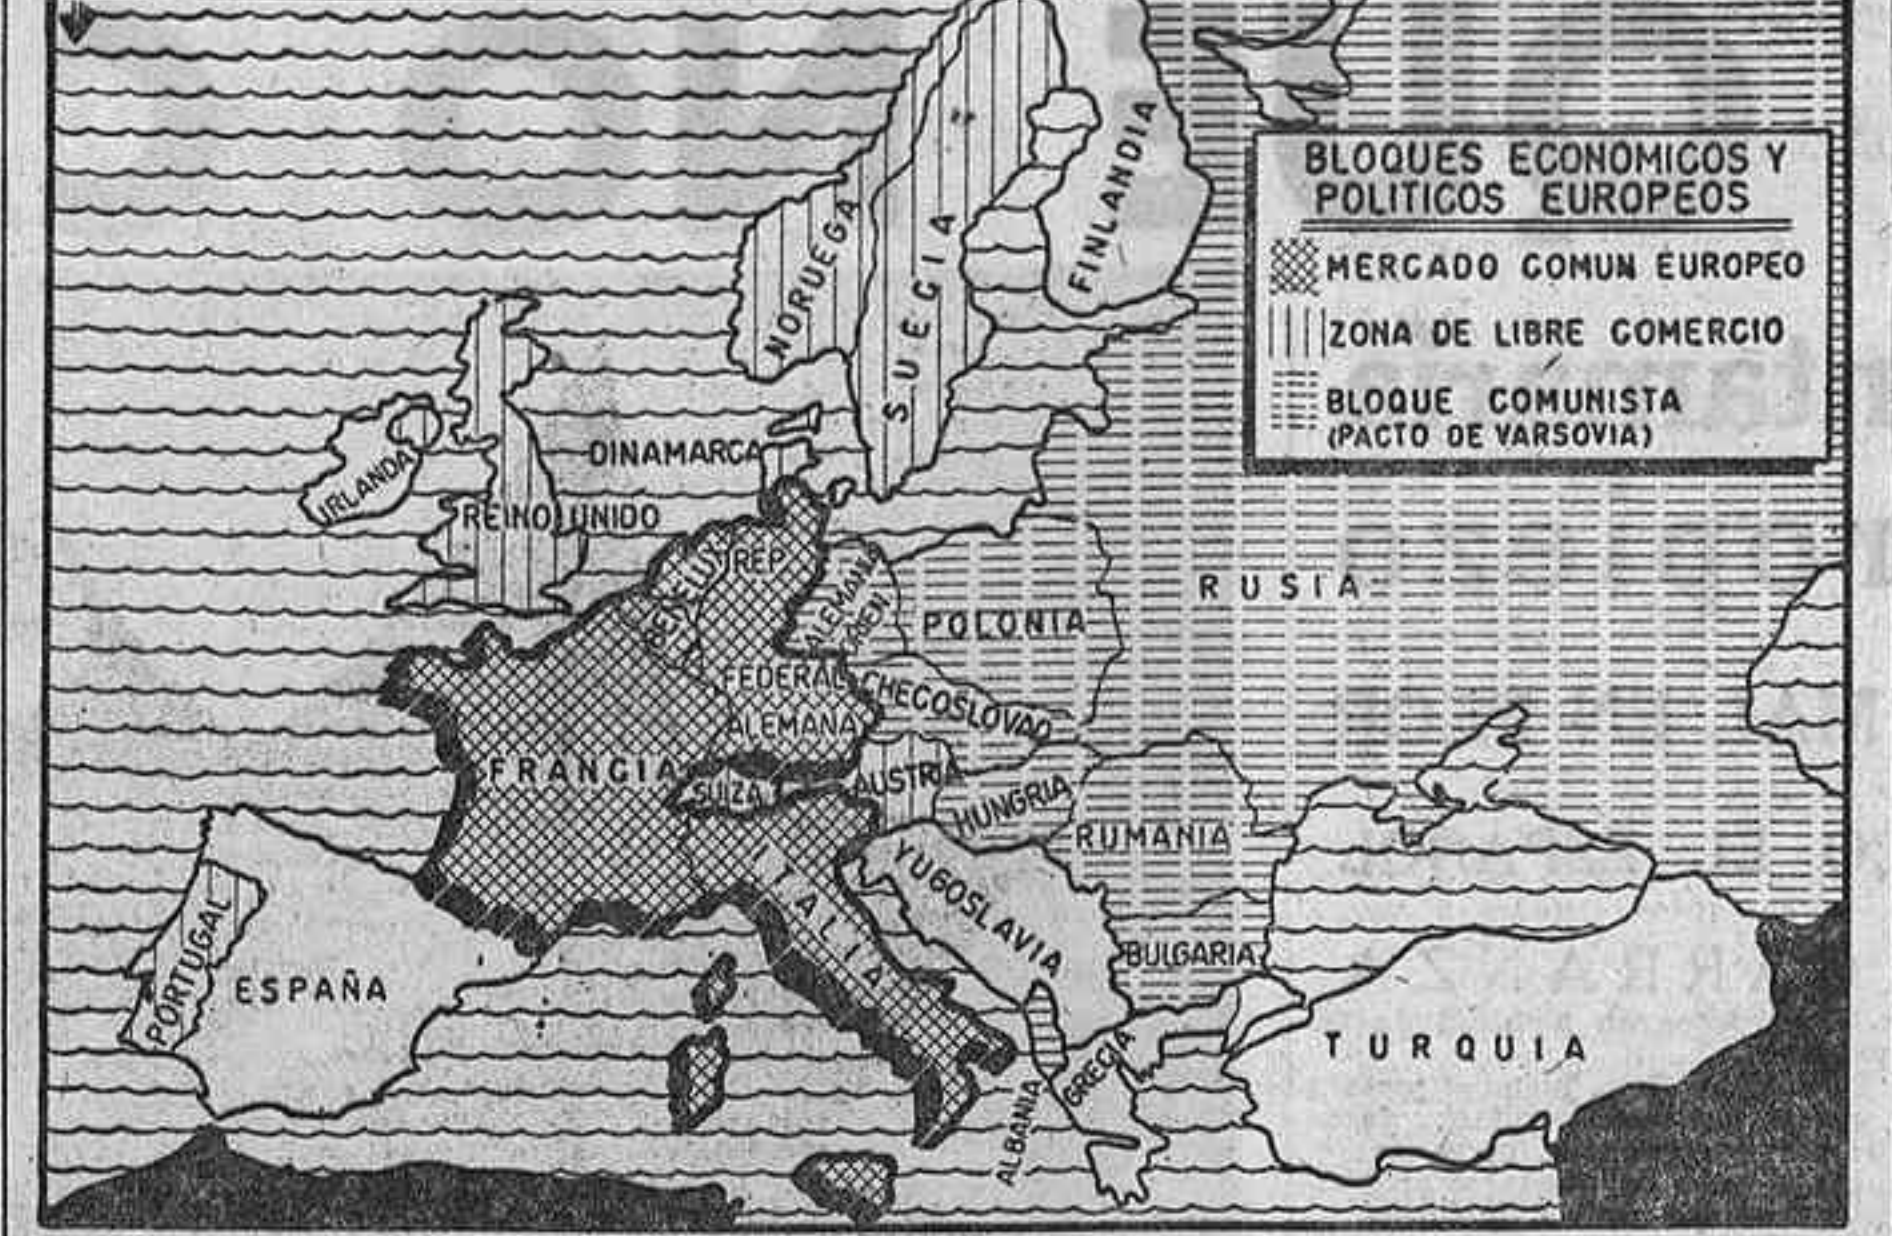 BLOQUES ECONOMICOS Y
POLITICOS EUROPEOS
MERCADO COMUN EUROPEO
ZONA DE LIBRE COMERCIO
BLOQUE COMUNISTA
(PACTO DE VARSOVIA)
NORUEGA
SUECIA
FINLANDIA
IRLANDA
REINO UNIDO
DINAMARCA
BENELUX
REP
FEDERAL
ALEMANA
ALEMANIA
ORIEN.
POLONIA
RUSIA
CHECOSLOVAQ
FRANCIA
SUIZA
AUSTRIA
HUNGRIA
RUMANIA
YUGOSLAVIA
ITALIA
BULGARIA
PORTUGAL
ESPAÑA
ALBANIA
GRECIA
TURQUIA